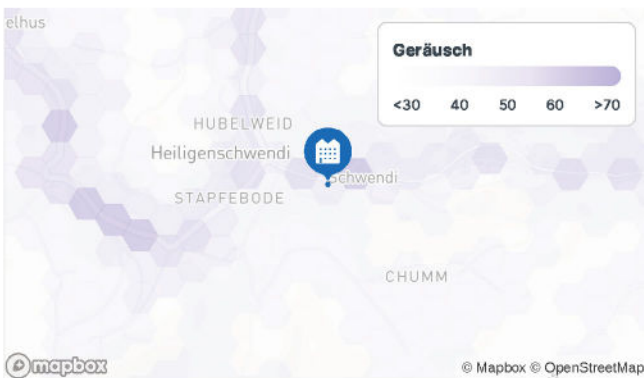 elhus
Geräusch
<30 40 50 60 >70
HUBELWEID
Heiligenschwendi
Schwendi
STAPFEBODE
CHUMM
mapbox
© Mapbox © OpenStreetMap